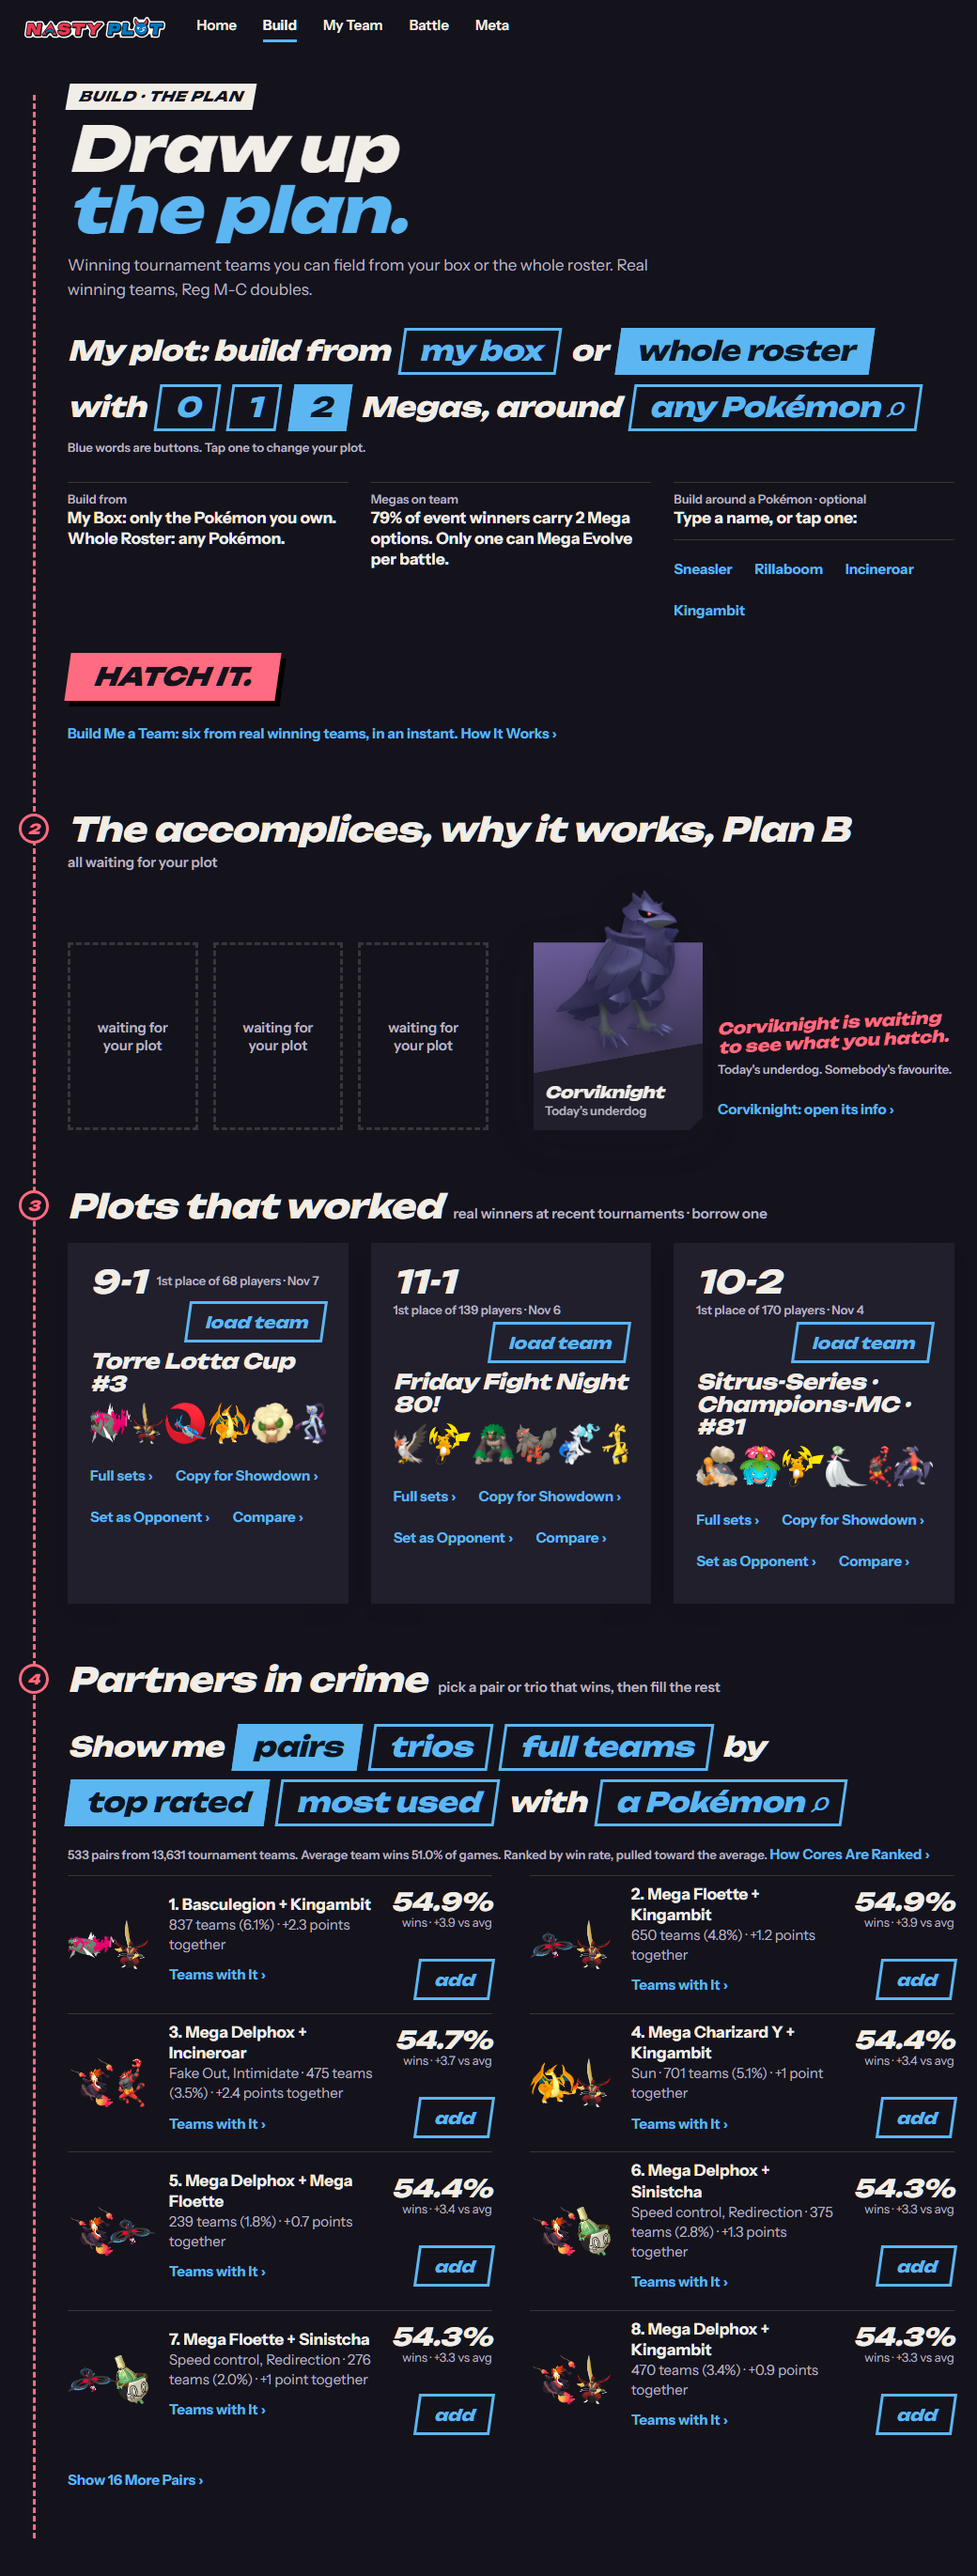 NASTY PLOT Home Build My Team Battle Meta
BUILD · THE PLAN
Draw up
the plan.
Winning tournament teams you can field from your box or the whole roster. Real
winning teams, Reg M-C doubles.
My plot: build from my box or whole roster
with 0 1 2 Megas, around any Pokémon
Blue words are buttons. Tap one to change your plot.
Build from
My Box: only the Pokémon you own.
Whole Roster: any Pokémon.
Megas on team
79% of event winners carry 2 Mega
options. Only one can Mega Evolve
per battle.
Build around a Pokémon · optional
Type a name, or tap one:
Sneasler Rillaboom Incineroar
Kingambit
HATCH IT.
Build Me a Team: six from real winning teams, in an instant. How It Works ›
2 The accomplices, why it works, Plan B
all waiting for your plot
waiting for
your plot
waiting for
your plot
waiting for
your plot
Corviknight
Today's underdog
Corviknight is waiting
to see what you hatch.
Today's underdog. Somebody's favourite.
Corviknight: open its info ›
3 Plots that worked real winners at recent tournaments · borrow one
9-1 1st place of 68 players · Nov 7
load team
Torre Lotta Cup
#3
Full sets › Copy for Showdown ›
Set as Opponent › Compare ›
11-1
1st place of 139 players · Nov 6
load team
Friday Fight Night
80!
Full sets › Copy for Showdown ›
Set as Opponent › Compare ›
10-2
1st place of 170 players · Nov 4
load team
Sitrus-Series •
Champions-MC •
#81
Full sets › Copy for Showdown ›
Set as Opponent › Compare ›
4 Partners in crime pick a pair or trio that wins, then fill the rest
Show me pairs trios full teams by
top rated most used with a Pokémon
533 pairs from 13,631 tournament teams. Average team wins 51.0% of games. Ranked by win rate, pulled toward the average. How Cores Are Ranked ›
1. Basculegion + Kingambit
837 teams (6.1%) · +2.3 points
together
Teams with It ›
54.9%
wins · +3.9 vs avg
add
2. Mega Floette +
Kingambit
650 teams (4.8%) · +1.2 points
together
Teams with It ›
54.9%
wins · +3.9 vs avg
add
3. Mega Delphox +
Incineroar
Fake Out, Intimidate · 475 teams
(3.5%) · +2.4 points together
Teams with It ›
54.7%
wins · +3.7 vs avg
add
4. Mega Charizard Y +
Kingambit
Sun · 701 teams (5.1%) · +1 point
together
Teams with It ›
54.4%
wins · +3.4 vs avg
add
5. Mega Delphox + Mega
Floette
239 teams (1.8%) · +0.7 points
together
Teams with It ›
54.4%
wins · +3.4 vs avg
add
6. Mega Delphox +
Sinistcha
Speed control, Redirection · 375
teams (2.8%) · +1.3 points
together
Teams with It ›
54.3%
wins · +3.3 vs avg
add
7. Mega Floette + Sinistcha
Speed control, Redirection · 276
teams (2.0%) · +1 point together
Teams with It ›
54.3%
wins · +3.3 vs avg
add
8. Mega Delphox +
Kingambit
470 teams (3.4%) · +0.9 points
together
Teams with It ›
54.3%
wins · +3.3 vs avg
add
Show 16 More Pairs ›